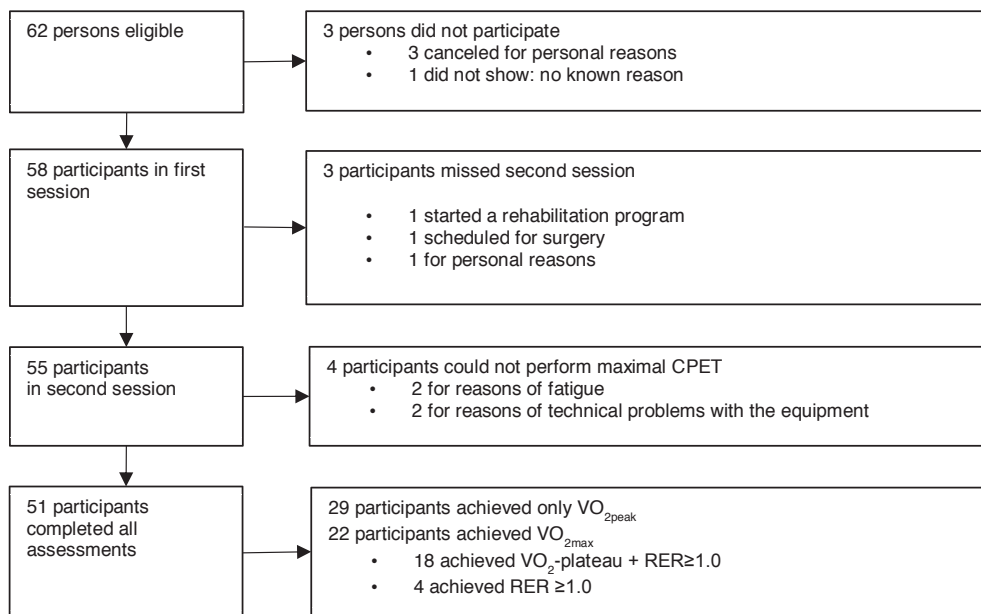 62 persons eligible
3 persons did not participate
• 3 canceled for personal reasons
• 1 did not show: no known reason
58 participants in first
session
3 participants missed second session
• 1 started a rehabilitation program
• 1 scheduled for surgery
• 1 for personal reasons
55 participants
in second session
4 participants could not perform maximal CPET
• 2 for reasons of fatigue
• 2 for reasons of technical problems with the equipment
51 participants
completed all
assessments
29 participants achieved only VO2peak
22 participants achieved VO2max
• 18 achieved VO2-plateau + RER≥1.0
• 4 achieved RER ≥1.0